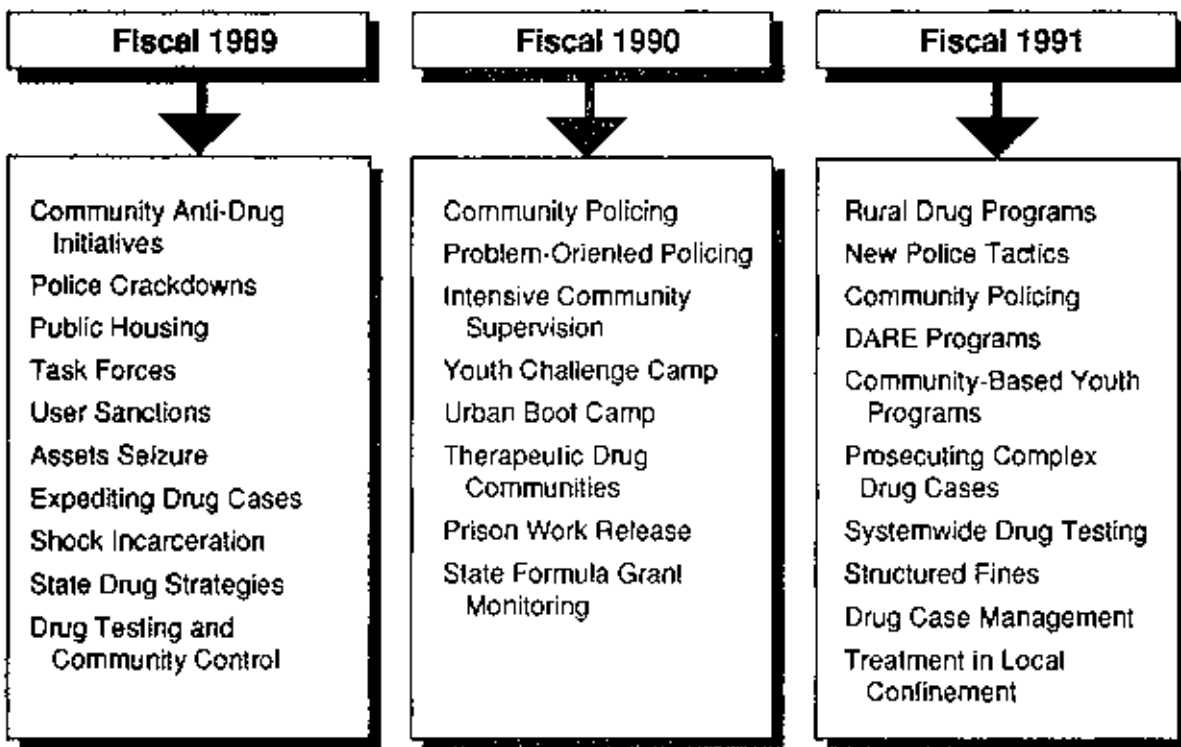 Fiscal 1989
Community Anti-Drug
Initiatives
Police Crackdowns
Public Housing
Task Forces
User Sanctions
Assets Seizure
Expediting Drug Cases
Shock Incarceration
State Drug Strategies
Drug Testing and
Community Control
Fiscal 1990
Community Policing
Problem-Oriented Policing
Intensive Community
Supervision
Youth Challenge Camp
Urban Boot Camp
Therapeutic Drug
Communities
Prison Work Release
State Formula Grant
Monitoring
Fiscal 1991
Rural Drug Programs
New Police Tactics
Community Policing
DARE Programs
Community-Based Youth
Programs
Prosecuting Complex
Drug Cases
Systemwide Drug Testing
Structured Fines
Drug Case Management
Treatment in Local
Confinement